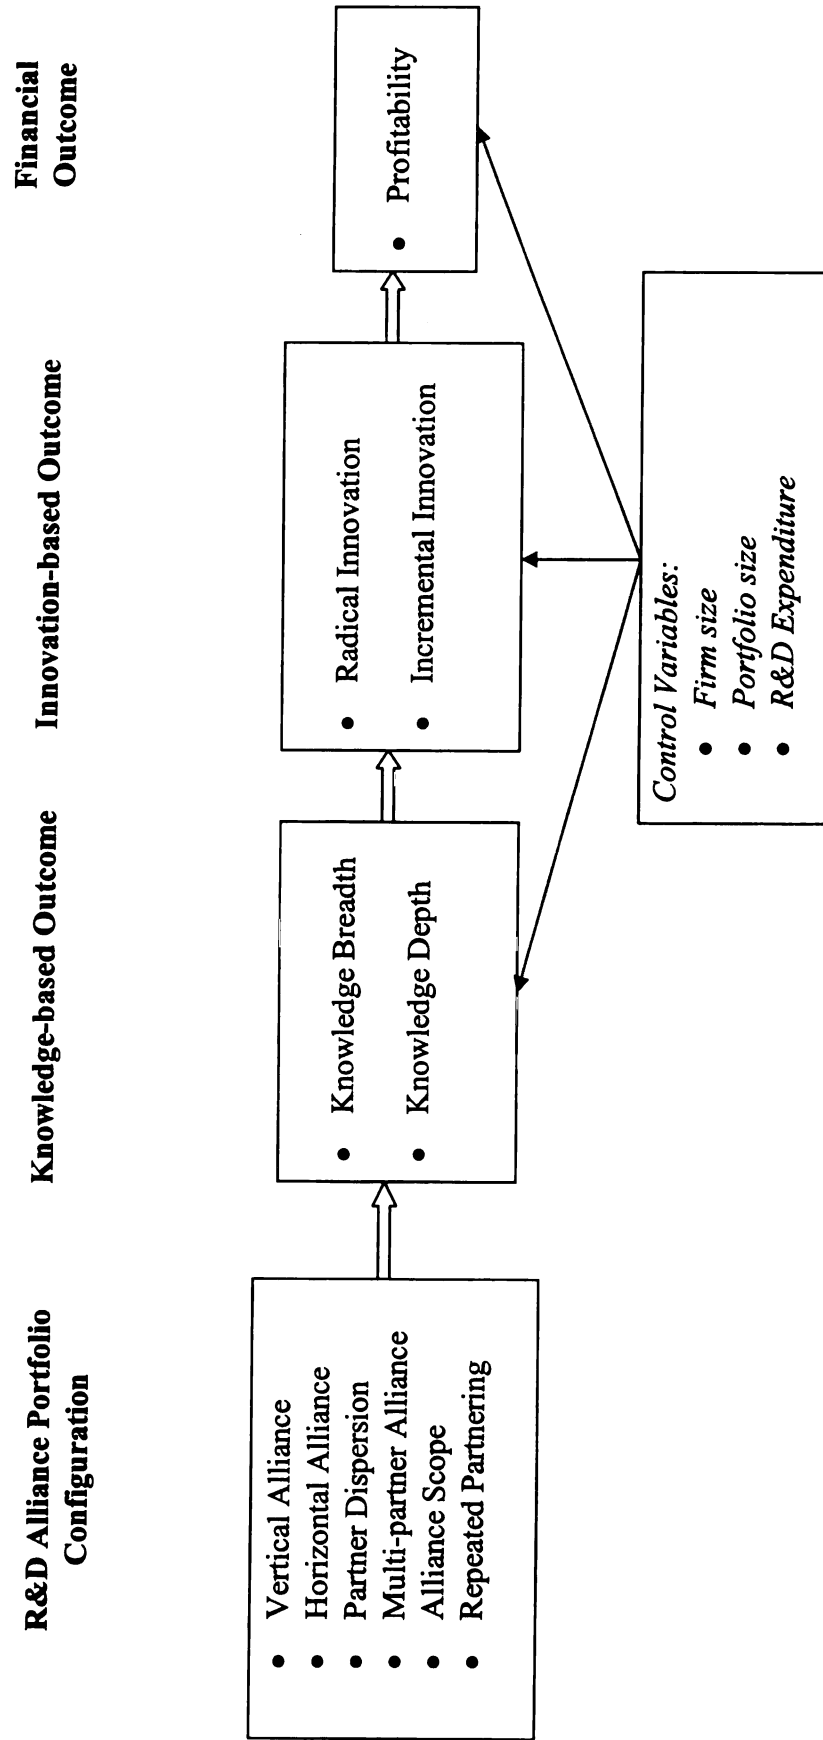 R&D Alliance Portfolio
Configuration
Knowledge-based Outcome
Innovation-based Outcome
Financial
Outcome
• Vertical Alliance
• Horizontal Alliance
• Partner Dispersion
• Multi-partner Alliance
• Alliance Scope
• Repeated Partnering
• Knowledge Breadth
• Knowledge Depth
• Radical Innovation
• Incremental Innovation
• Profitability
Control Variables:
• Firm size
• Portfolio size
• R&D Expenditure